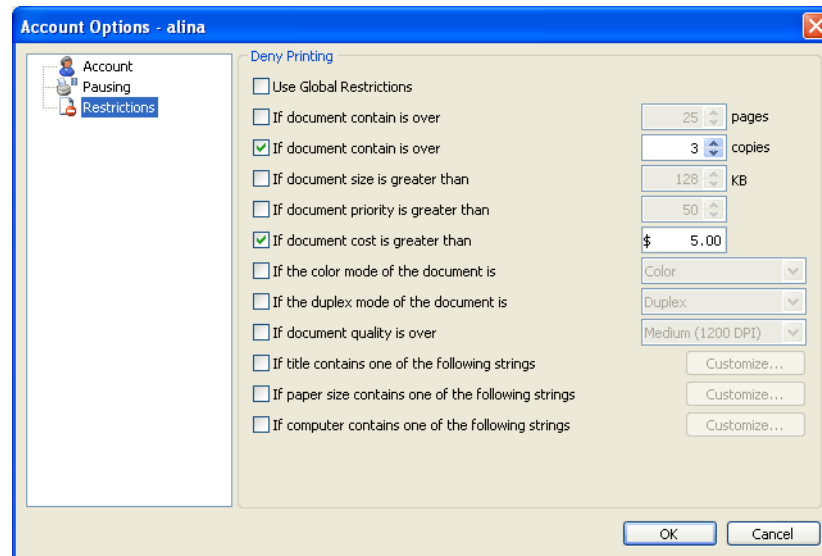 Account Options - alina
Account
Pausing
Restrictions
Deny Printing
Use Global Restrictions
If document contain is over 25 pages
If document contain is over 3 copies
If document size is greater than 128 KB
If document priority is greater than 50
If document cost is greater than $ 5.00
If the color mode of the document is Color
If the duplex mode of the document is Duplex
If document quality is over Medium (1200 DPI)
If title contains one of the following strings Customize...
If paper size contains one of the following strings Customize...
If computer contains one of the following strings Customize...
OK Cancel